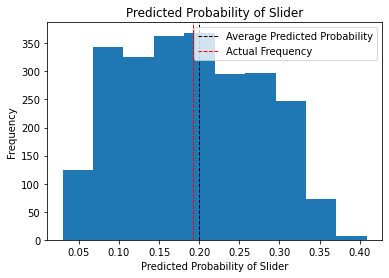 Predicted Probability of Slider
Average Predicted Probability
Actual Frequency
Frequency
350
300
250
200
150
100
50
0
0.05 0.10 0.15 0.20 0.25 0.30 0.35 0.40
Predicted Probability of Slider